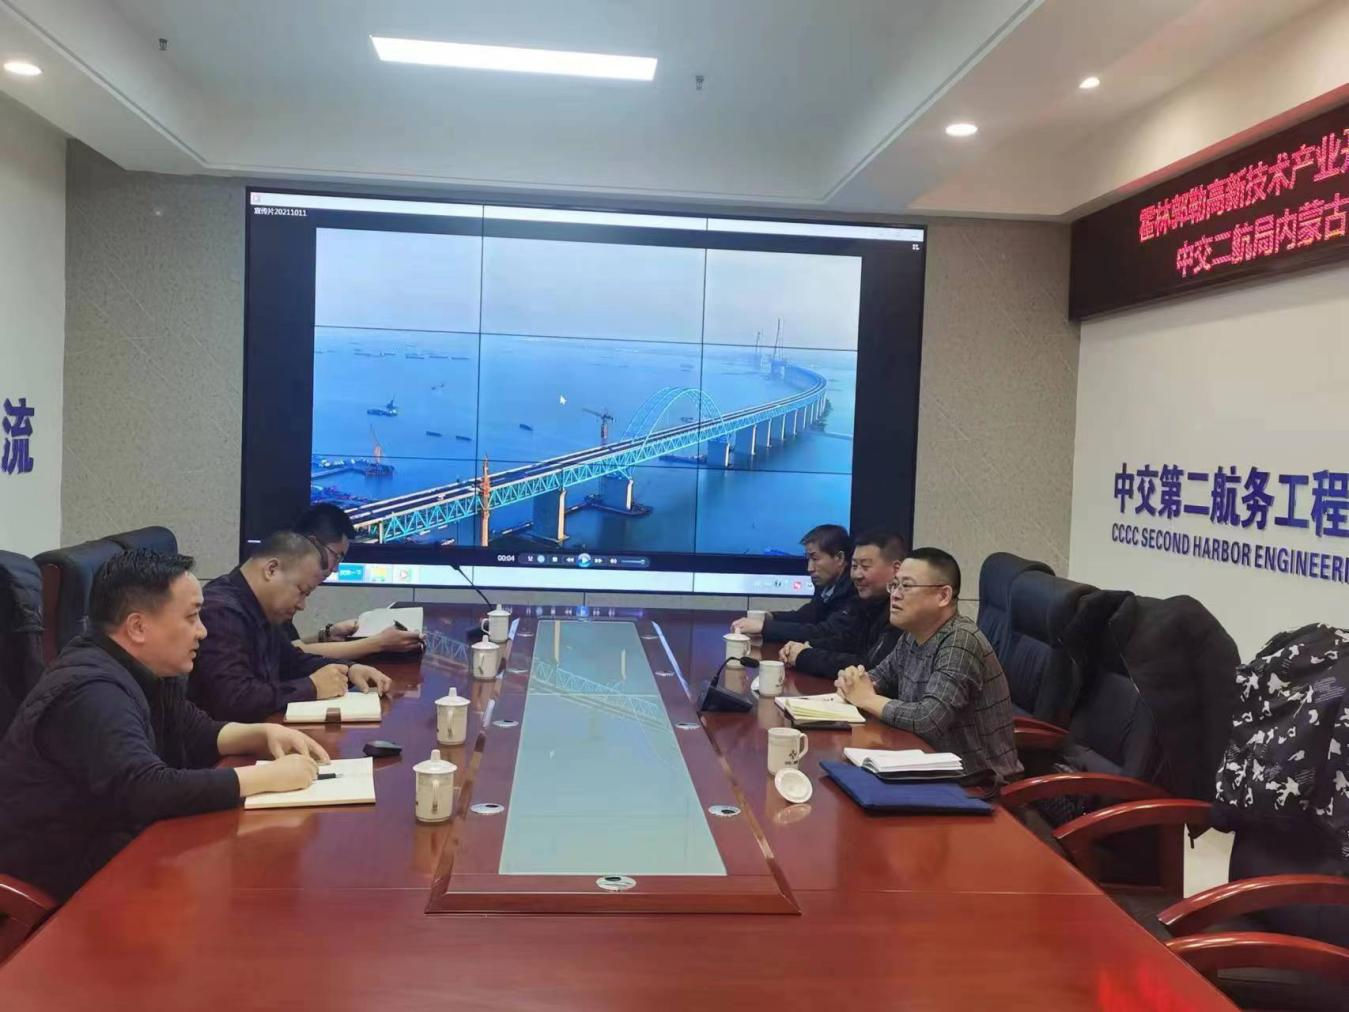 宣传片20211011
霍林郭勒高新技术产业开
中交二航局内蒙古
流
中交第二航务工程
CCCC SECOND HARBOR ENGINEERI
00:04